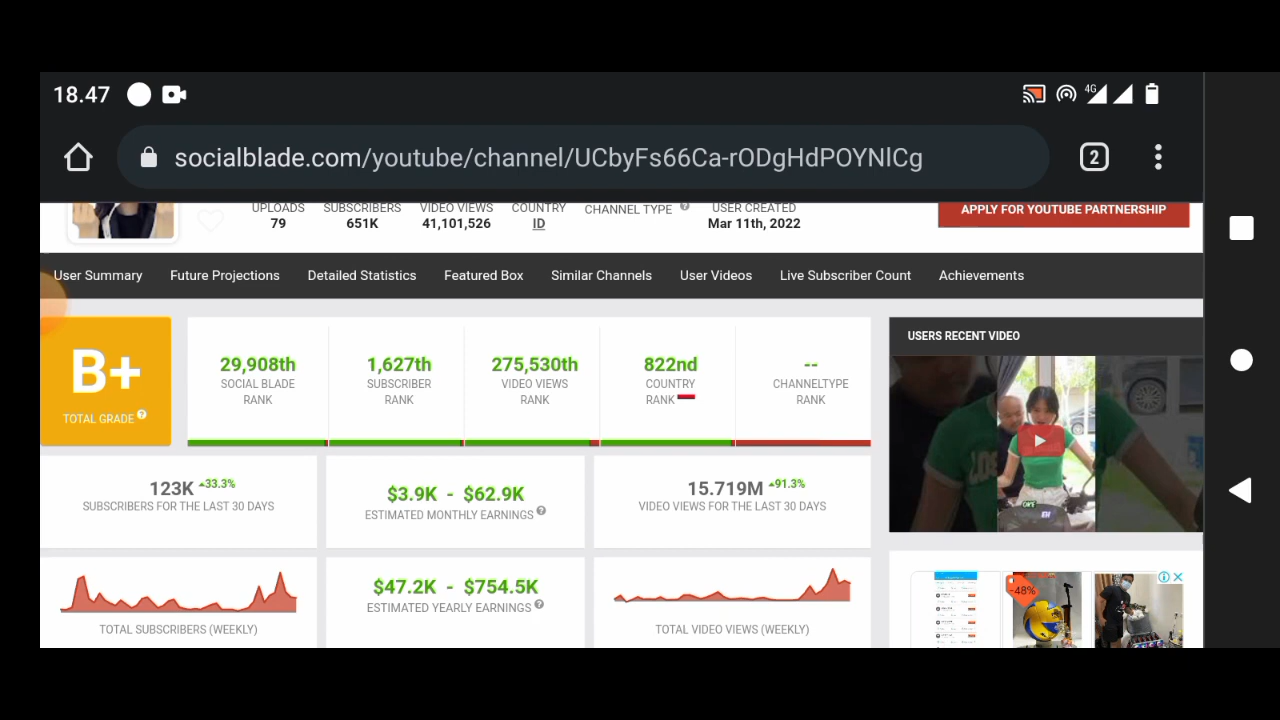 18.47
4G
socialblade.com/youtube/channel/UCbyFs66Ca-rODgHdPOYNlCg
2
UPLOADS
79
SUBSCRIBERS
651K
VIDEO VIEWS
41,101,526
COUNTRY
ID
CHANNEL TYPE ?
USER CREATED
Mar 11th, 2022
APPLY FOR YOUTUBE PARTNERSHIP
User Summary Future Projections Detailed Statistics Featured Box Similar Channels User Videos Live Subscriber Count Achievements
B+
TOTAL GRADE ?
29,908th
SOCIAL BLADE
RANK
1,627th
SUBSCRIBER
RANK
275,530th
VIDEO VIEWS
RANK
822nd
COUNTRY
RANK
--
CHANNELTYPE
RANK
USERS RECENT VIDEO
123K 33.3%
SUBSCRIBERS FOR THE LAST 30 DAYS
$3.9K - $62.9K
ESTIMATED MONTHLY EARNINGS ?
15.719M 91.3%
VIDEO VIEWS FOR THE LAST 30 DAYS
TOTAL SUBSCRIBERS (WEEKLY)
$47.2K - $754.5K
ESTIMATED YEARLY EARNINGS ?
TOTAL VIDEO VIEWS (WEEKLY)
-48%